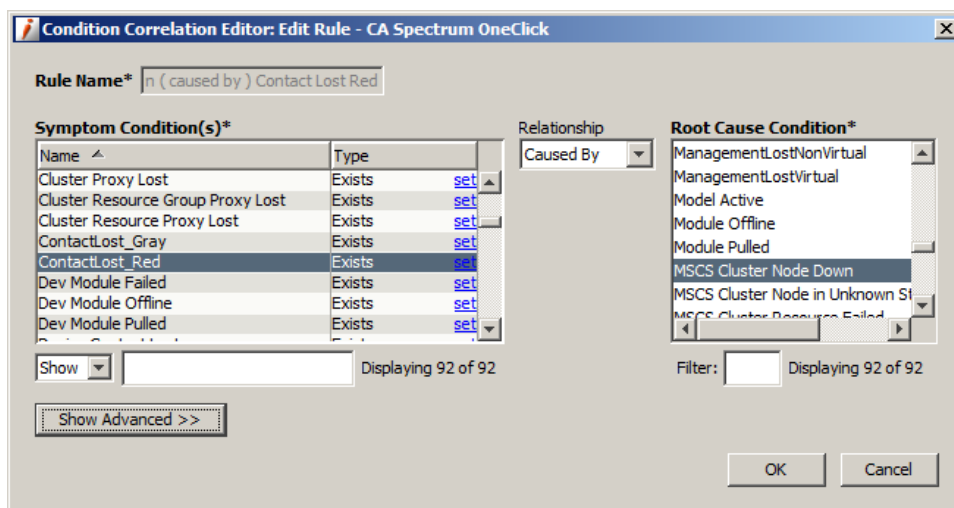 Condition Correlation Editor: Edit Rule - CA Spectrum OneClick
Rule Name* n ( caused by ) Contact Lost Red
Symptom Condition(s)* Relationship Root Cause Condition*
Name Type
Caused By
Cluster Proxy Lost Exists set
Cluster Resource Group Proxy Lost Exists set
Cluster Resource Proxy Lost Exists set
ContactLost_Gray Exists set
ContactLost_Red Exists set
Dev Module Failed Exists set
Dev Module Offline Exists set
Dev Module Pulled Exists set
ManagementLostNonVirtual
ManagementLostVirtual
Model Active
Module Offline
Module Pulled
MSCS Cluster Node Down
MSCS Cluster Node in Unknown St
MSCS Cluster Resource Failed
Show Displaying 92 of 92
Filter: Displaying 92 of 92
Show Advanced >>
OK Cancel